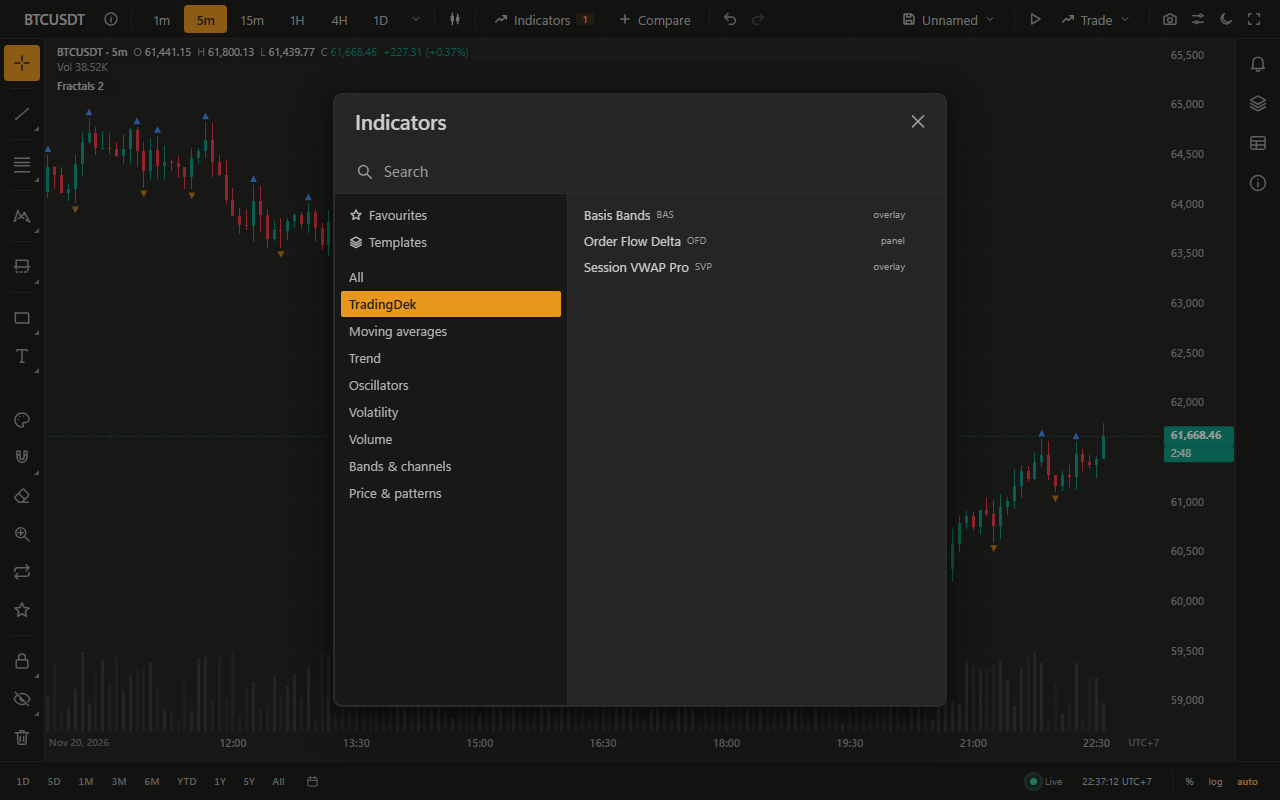 BTCUSDT 1m 5m 15m 1H 4H 1D Indicators 1 Compare Unnamed Trade
BTCUSDT · 5m O 61,441.15 H 61,800.13 L 61,439.77 C 61,668.46 +227.31 (+0.37%)
Vol 38.52K
Fractals 2
Indicators
Search
Favourites
Templates
All
TradingDek
Moving averages
Trend
Oscillators
Volatility
Volume
Bands & channels
Price & patterns
Basis Bands BAS overlay
Order Flow Delta OFD panel
Session VWAP Pro SVP overlay
65,500
65,000
64,500
64,000
63,500
63,000
62,500
62,000
61,668.46
2:48
61,000
60,500
60,000
59,500
59,000
Nov 20, 2026 12:00 13:30 15:00 16:30 18:00 19:30 21:00 22:30 UTC+7
1D 5D 1M 3M 6M YTD 1Y 5Y All Live 22:37:12 UTC+7 % log auto